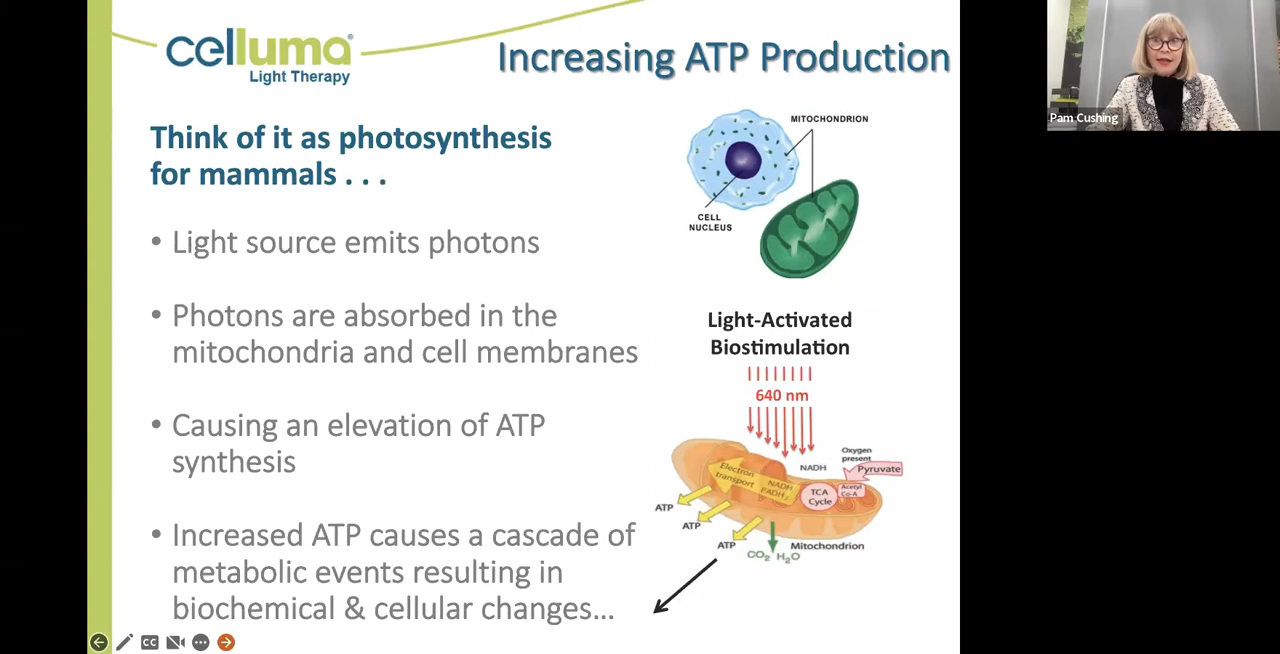 celluma
Light Therapy
Increasing ATP Production
Pam Cushing
Think of it as photosynthesis
for mammals . . .
• Light source emits photons
• Photons are absorbed in the
mitochondria and cell membranes
• Causing an elevation of ATP
synthesis
• Increased ATP causes a cascade of
metabolic events resulting in
biochemical & cellular changes...
MITOCHONDRION
CELL
NUCLEUS
Light-Activated
Biostimulation
640 nm
Oxygen
present
NADH
Pyruvate
Electron
transport
NADH
FADH₂
TCA
Cycle
Acetyl
Co-A
ATP
ATP
ATP
Mitochondrion
CO₂ H₂O
CC